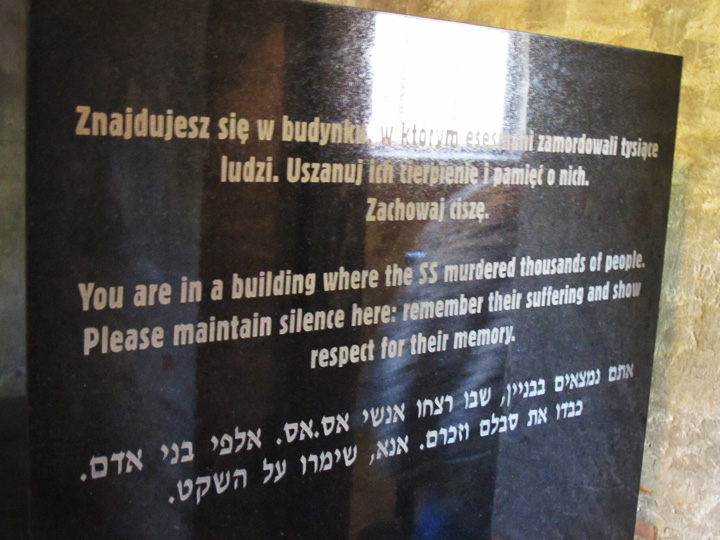 Znajdujesz się w budynku, w którym esesmani zamordowali tysiące
ludzi. Uszanuj ich cierpienie i pamięć o nich.
Zachowaj ciszę.
You are in a building where the SS murdered thousands of people.
Please maintain silence here: remember their suffering and show
respect for their memory.
אתם נמצאים בבניין, שבו רצחו אנשי אס.אס. אלפי בני אדם.
כבדו את סבלם וזכרם. אנא, שימרו על השקט.